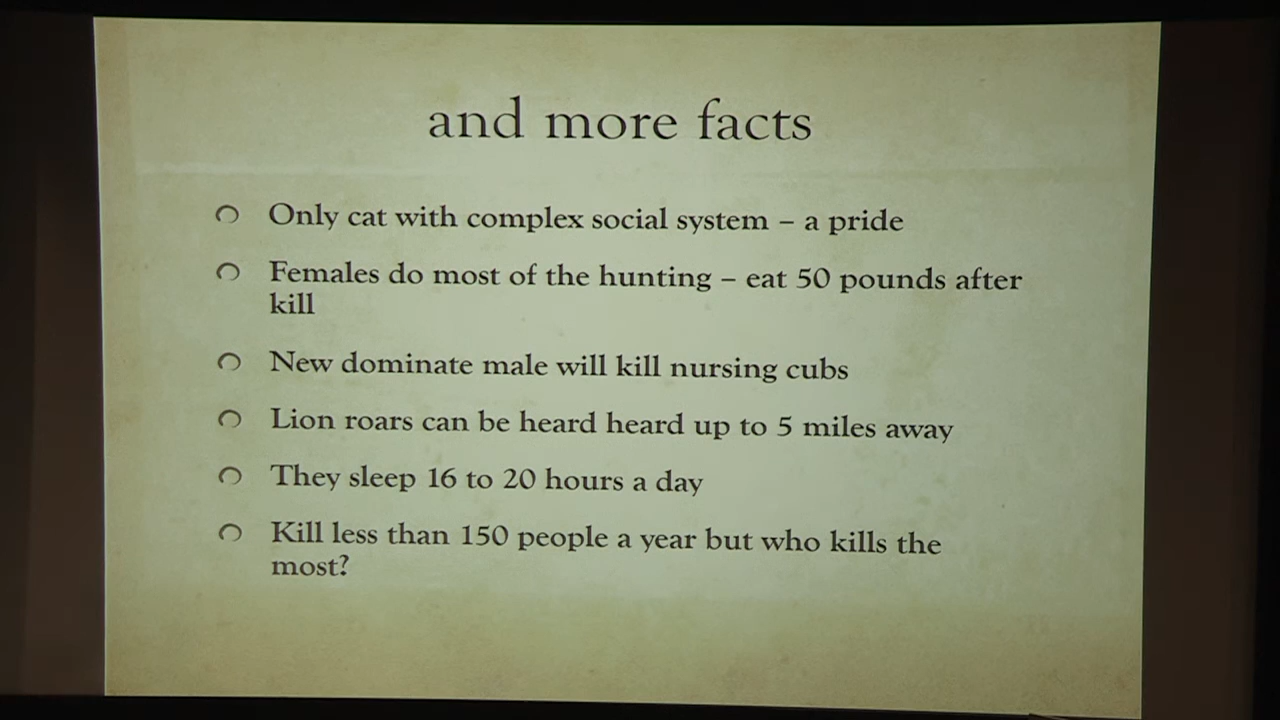 and more facts
Only cat with complex social system – a pride
Females do most of the hunting – eat 50 pounds after
kill
New dominate male will kill nursing cubs
Lion roars can be heard heard up to 5 miles away
They sleep 16 to 20 hours a day
Kill less than 150 people a year but who kills the
most?